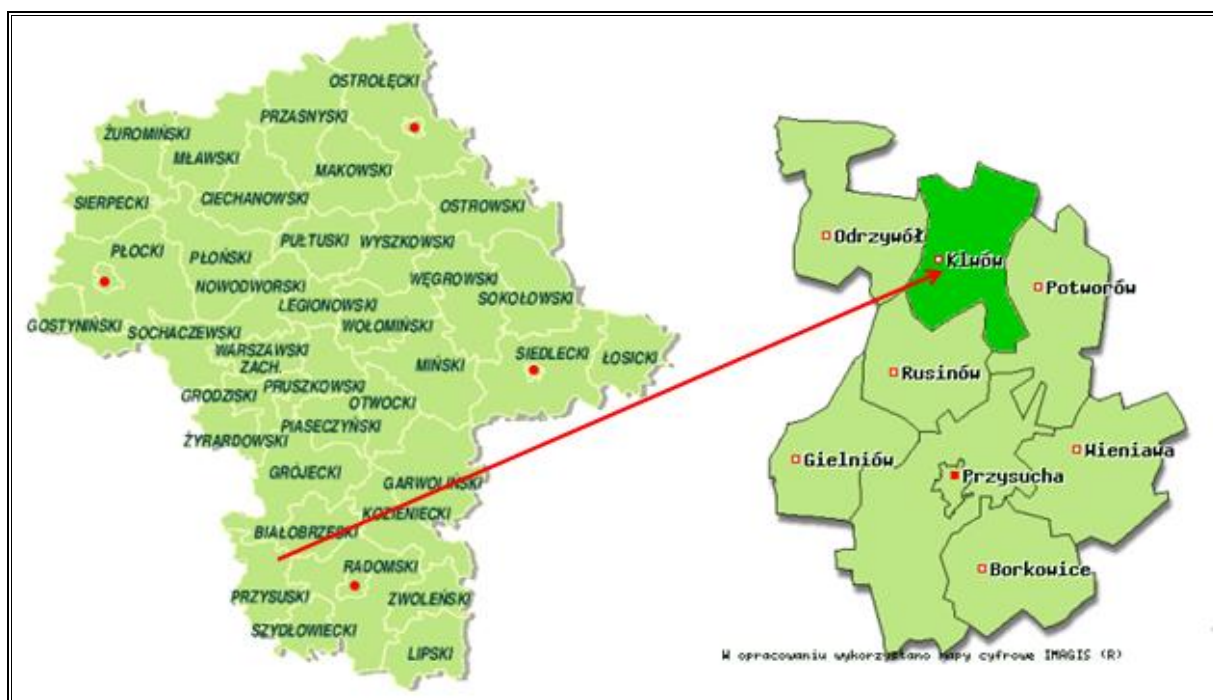 OSTROŁĘCKI
PRZASNYSKI
ŻUROMIŃSKI
MŁAWSKI
MAKOWSKI
CIECHANOWSKI
SIERPECKI
OSTROWSKI
PŁOCKI
PŁOŃSKI
PUŁTUSKI
WYSZKOWSKI
WĘGROWSKI
NOWODWORSKI
SOKOŁOWSKI
LEGIONOWSKI
GOSTYNIŃSKI
SOCHACZEWSKI
WOŁOMIŃSKI
WARSZAWSKI
ZACH.
MIŃSKI
SIEDLECKI
ŁOSICKI
PRUSZKOWSKI
GRODZISKI
OTWOCKI
PIASECZYŃSKI
ŻYRARDOWSKI
GRÓJECKI
GARWOLIŃSKI
KOZIENICKI
BIAŁOBRZESKI
RADOMSKI
PRZYSUSKI
ZWOLEŃSKI
SZYDŁOWIECKI
LIPSKI
Odrzywół
Klwów
Potworów
Rusinów
Gielniów
Wieniawa
Przysucha
Borkowice
W opracowaniu wykorzystano mapy cyfrowe IMAGIS (R)